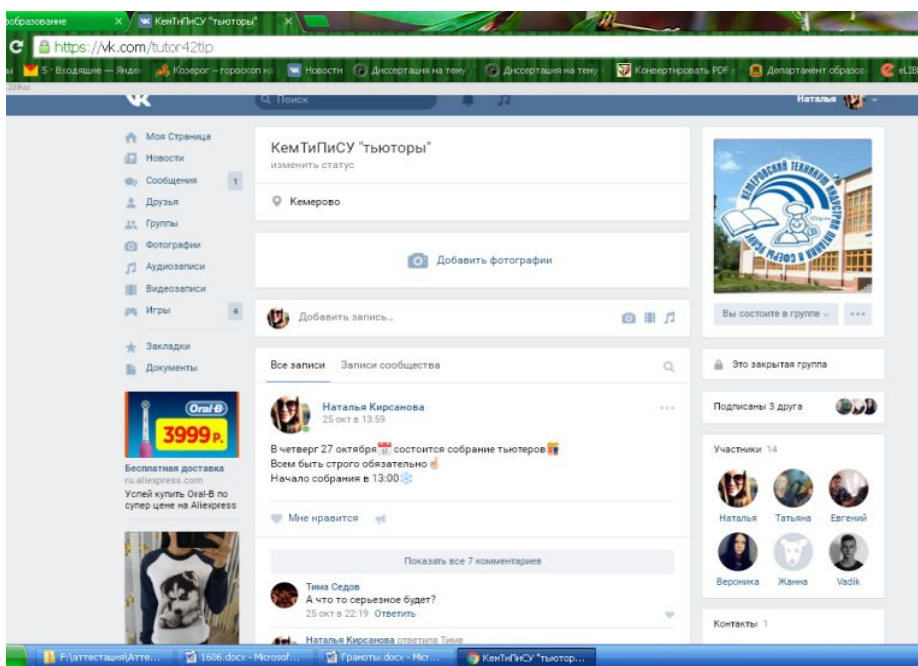 ообразование
КемТиПиСУ "тьюторы"
https://vk.com/tutor42tip
5 · Входящие — Янде
Козерог – гороскоп на
Новости
Диссертация на тему
Диссертация на тему
Конвертировать PDF
Департамент образов
eLIB
Поиск
Наталья
Моя Страница
Новости
Сообщения 1
Друзья
Группы
Фотографии
Аудиозаписи
Видеозаписи
Игры 4
Закладки
Документы
Oral-B
3999 р.
Бесплатная доставка
ru.aliexpress.com
Успей купить Oral-B по
супер цене на Aliexpress
КемТиПиСУ "тьюторы"
изменить статус
Кемерово
Добавить фотографии
Добавить запись...
Все записи Записи сообщества
Наталья Кирсанова
25 окт в 13:59
В четверг 27 октября состоится собрание тьютеров
Всем быть строго обязательно
Начало собрания в 13:00
Мне нравится
Показать все 7 комментариев
Тима Седов
А что то серьезное будет?
25 окт в 22:19 Ответить
Наталья Кирсанова ответила Тиме
КЕМЕРОВСКИЙ ТЕХНИКУМ ИНДУСТРИИ ПИТАНИЯ И СФЕРЫ УСЛУГ
Вы состоите в группе
Это закрытая группа
Подписаны 3 друга
Участники 14
Наталья Татьяна Евгений
Вероника Жанна Vadik
Контакты 1
F:\аттестация\Атте...
1606.docx - Microsof...
Грамоты.docx - Micr...
КемТиПиСУ "тьютор...